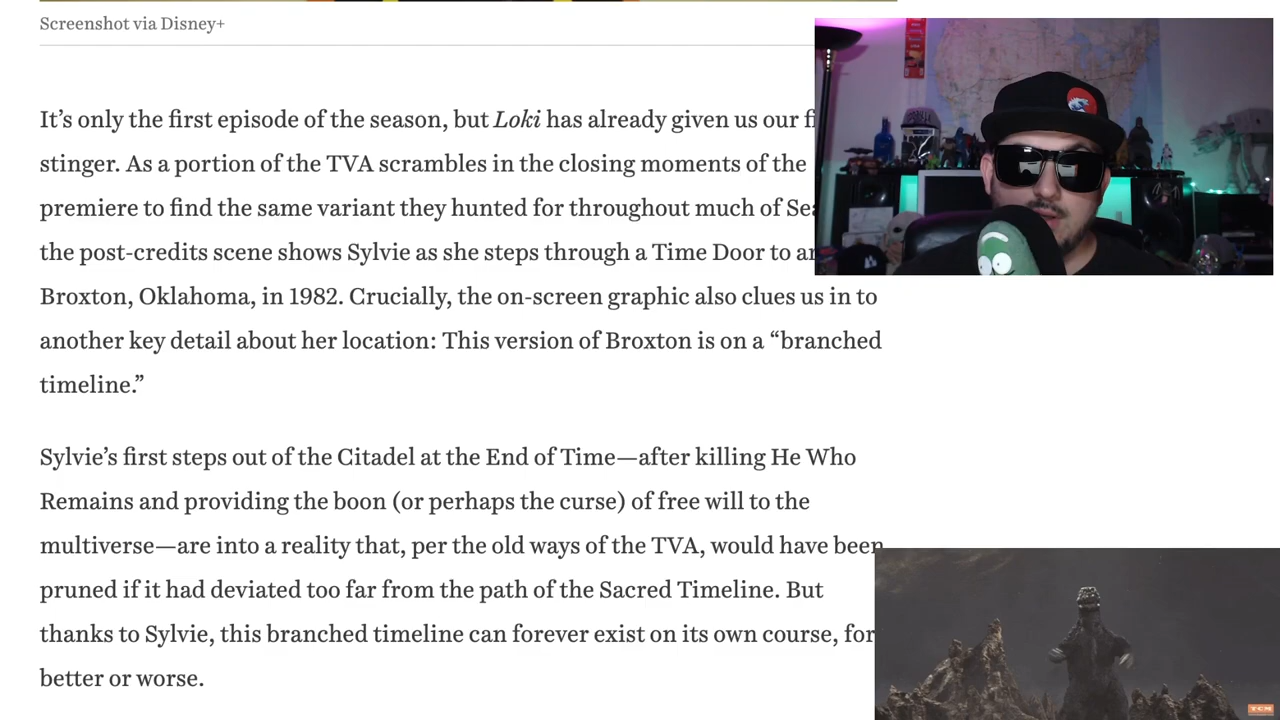 Screenshot via Disney+
It’s only the first episode of the season, but Loki has already given us our
stinger. As a portion of the TVA scrambles in the closing moments of the
premiere to find the same variant they hunted for throughout much of
the post-credits scene shows Sylvie as she steps through a Time Door to
Broxton, Oklahoma, in 1982. Crucially, the on-screen graphic also clues us in to
another key detail about her location: This version of Broxton is on a “branched
timeline.”
Sylvie’s first steps out of the Citadel at the End of Time—after killing He Who
Remains and providing the boon (or perhaps the curse) of free will to the
multiverse—are into a reality that, per the old ways of the TVA, would have been
pruned if it had deviated too far from the path of the Sacred Timeline. But
thanks to Sylvie, this branched timeline can forever exist on its own course, for
better or worse.
TCM